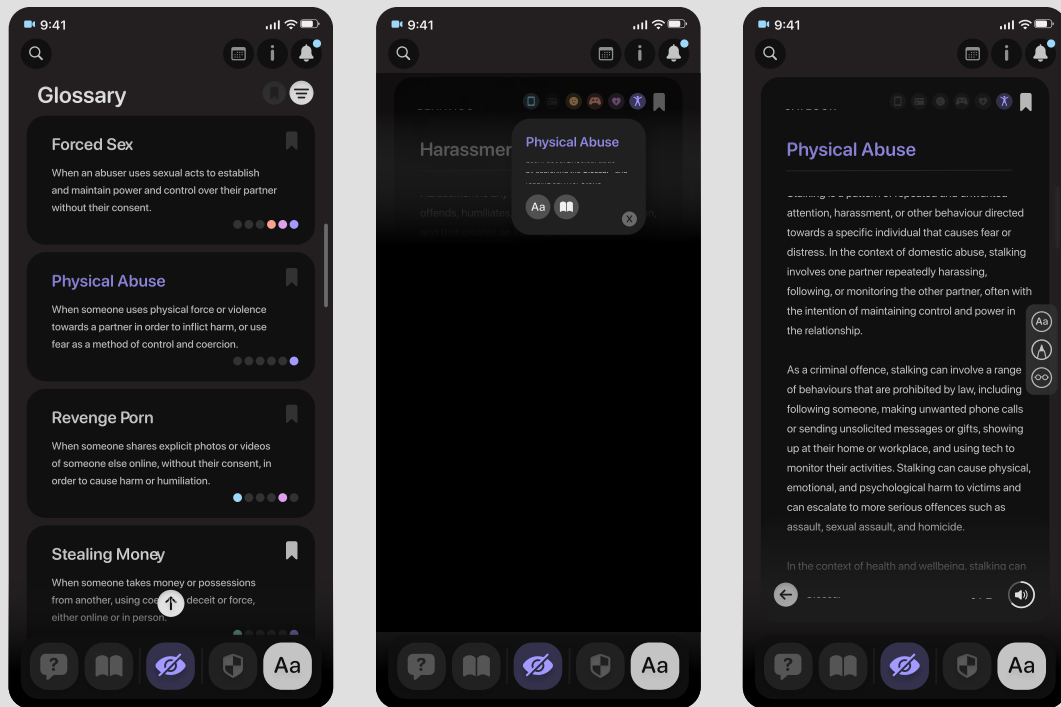 9:41
Glossary
Forced Sex
When an abuser uses sexual acts to establish
and maintain power and control over their partner
without their consent.
Physical Abuse
When someone uses physical force or violence
towards a partner in order to inflict harm, or use
fear as a method of control and coercion.
Revenge Porn
When someone shares explicit photos or videos
of someone else online, without their consent, in
order to cause harm or humiliation.
Stealing Money
When someone takes money or possessions
from another, using deceit or force,
either online or in person.
?
Aa
9:41
Physical Abuse
Aa
X
offends, humiliates,
?
Aa
9:41
Physical Abuse
Stalking is a pattern of repeated and unwanted
attention, harassment, or other behaviour directed
towards a specific individual that causes fear or
distress. In the context of domestic abuse, stalking
involves one partner repeatedly harassing,
following, or monitoring the other partner, often with
the intention of maintaining control and power in
the relationship.
As a criminal offence, stalking can involve a range
of behaviours that are prohibited by law, including
following someone, making unwanted phone calls
or sending unsolicited messages or gifts, showing
up at their home or workplace, and using tech to
monitor their activities. Stalking can cause physical,
emotional, and psychological harm to victims and
can escalate to more serious offences such as
assault, sexual assault, and homicide.
In the context of health and wellbeing, stalking can
Aa
?
Aa